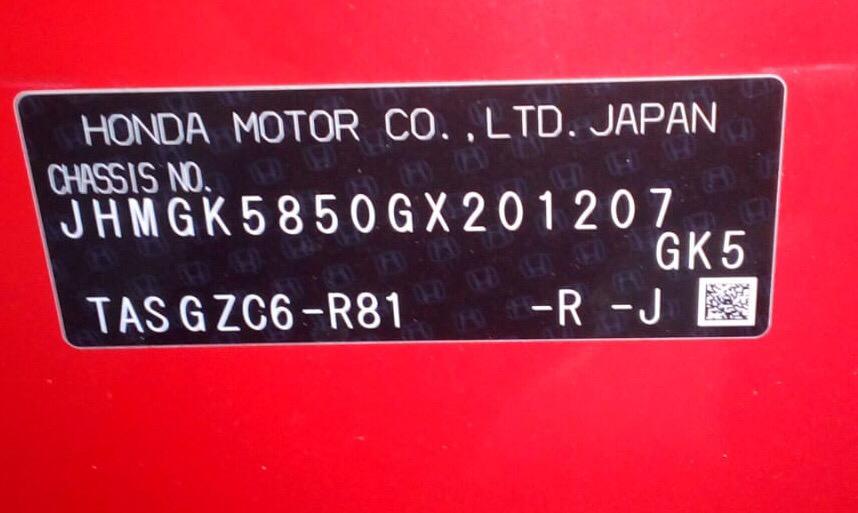 HONDA MOTOR CO.,LTD. JAPAN
CHASSIS NO.
JHMGK5850GX201207
GK5
TASGZC6-R81 -R -J